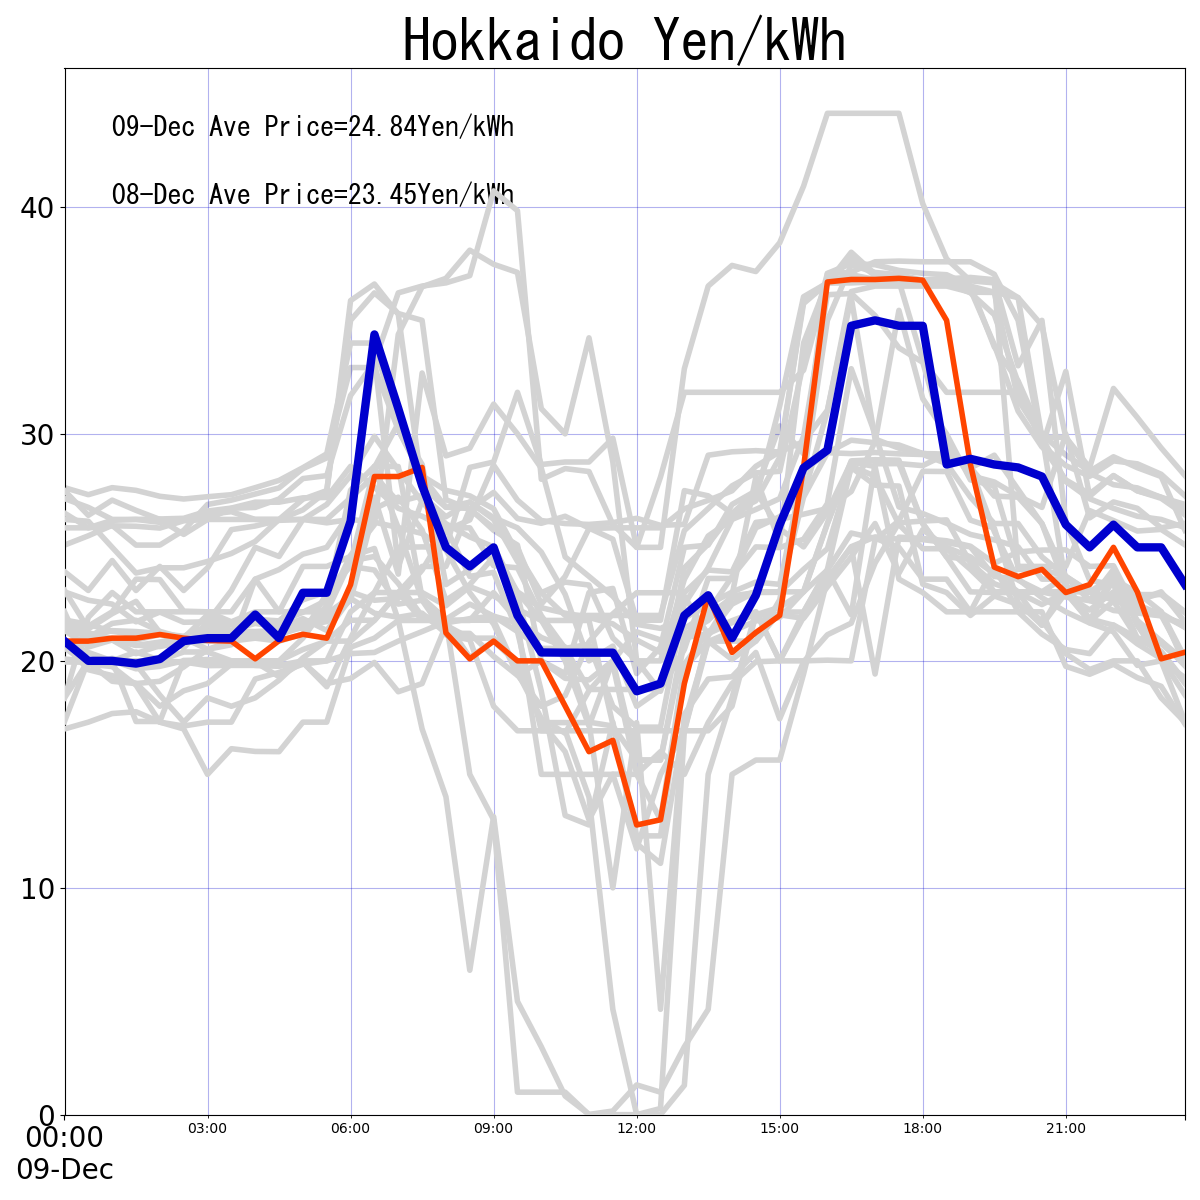 Hokkaido Yen/kWh
09-Dec Ave Price=24.84Yen/kWh
08-Dec Ave Price=23.45Yen/kWh
40
30
20
10
0
00:00 03:00 06:00 09:00 12:00 15:00 18:00 21:00
09-Dec